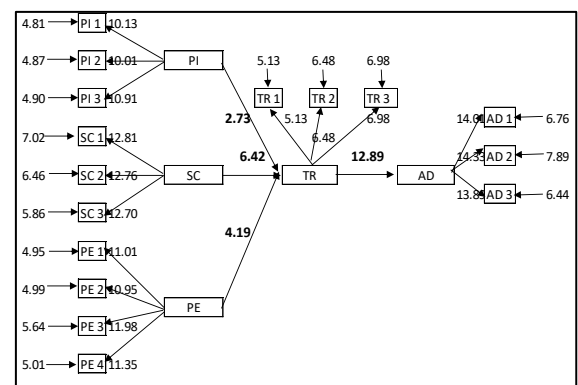 4.81 PI 1 10.13
4.87 PI 2 10.01 PI
4.90 PI 3 10.91
5.13 6.48 6.98
TR 1 TR 2 TR 3
5.13 6.48 6.98
2.73
7.02 SC 1 12.81
6.46 SC 2 12.76 SC 6.42 TR 12.89 AD
5.86 SC 3 12.70
14.01 AD 1 6.76
14.33 AD 2 7.89
AD 3 6.44
4.19
4.95 PE 1 11.01
4.99 PE 2 10.95
PE
5.64 PE 3 11.98
5.01 PE 4 11.35